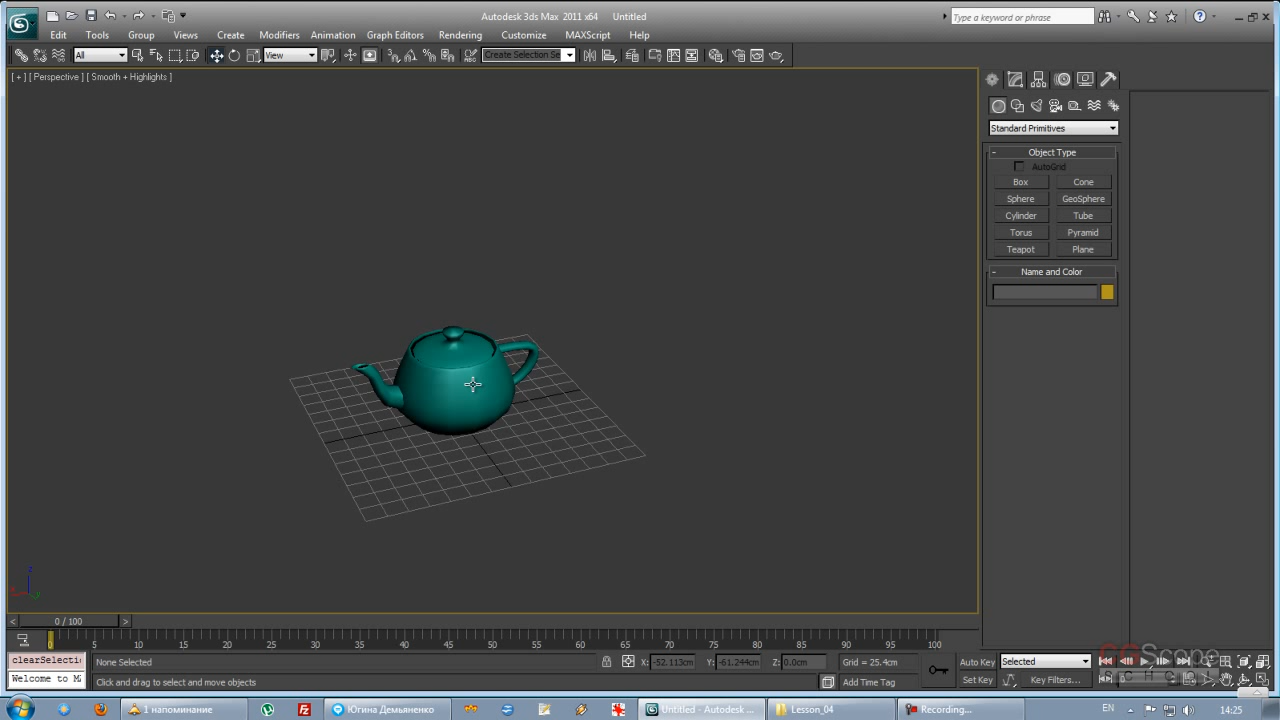 Autodesk 3ds Max 2011 x64 Untitled
Type a keyword or phrase
Edit Tools Group Views Create Modifiers Animation Graph Editors Rendering Customize MAXScript Help
All View Create Selection Se
[ + ] [ Perspective ] [ Smooth + Highlights ]
Standard Primitives
- Object Type
AutoGrid
Box Cone
Sphere GeoSphere
Cylinder Tube
Torus Pyramid
Teapot Plane
- Name and Color
z
x y
< 0 / 100 >
0 5 10 15 20 25 30 35 40 45 50 55 60 65 70 75 80 85 90 95 100
clearSelecti None Selected X: -52.113cm Y: -61.244cm Z: 0.0cm Grid = 25.4cm Auto Key Selected
Welcome to M Click and drag to select and move objects Add Time Tag Set Key Key Filters...
CGScope
1 напоминание Югина Демьяненко Untitled - Autodesk ... Lesson_04 Recording... EN 14:25